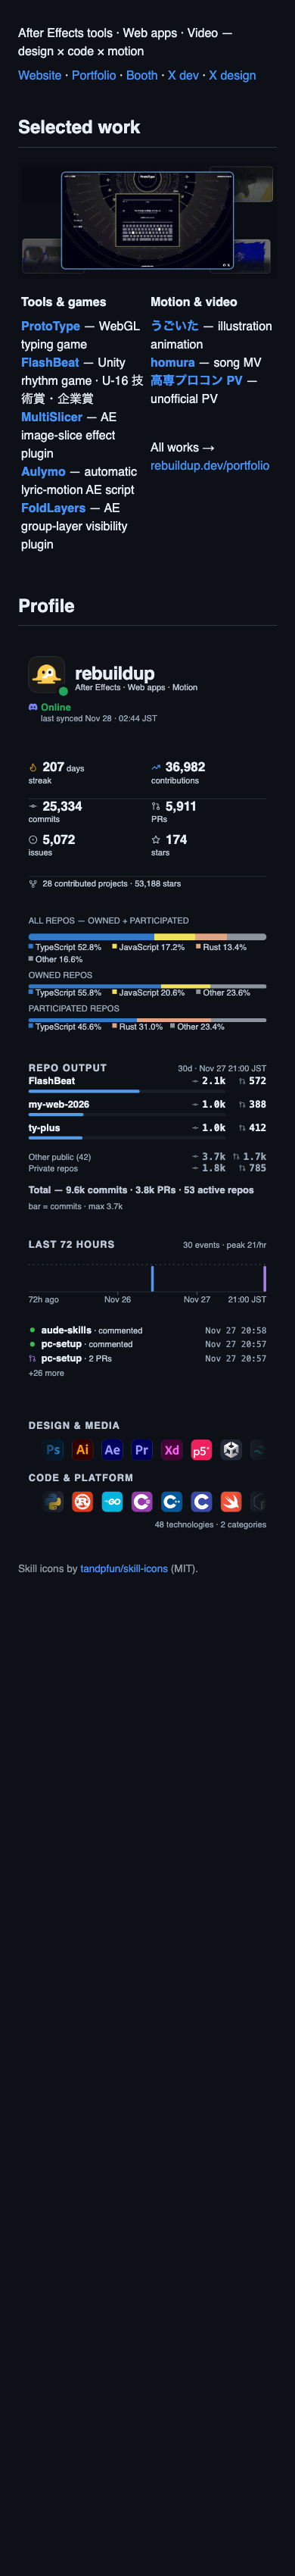 After Effects tools · Web apps · Video —
design × code × motion
Website · Portfolio · Booth · X dev · X design
Selected work
Tools & games
ProtoType — WebGL
typing game
FlashBeat — Unity
rhythm game · U-16 技
術賞・企業賞
MultiSlicer — AE
image-slice effect
plugin
Aulymo — automatic
lyric-motion AE script
FoldLayers — AE
group-layer visibility
plugin
Motion & video
うごいた — illustration
animation
homura — song MV
高専プロコン PV —
unofficial PV
All works →
rebuildup.dev/portfolio
Profile
rebuildup
After Effects · Web apps · Motion
Online
last synced Nov 28 · 02:44 JST
207 days
streak
36,982
contributions
25,334
commits
5,911
PRs
5,072
issues
174
stars
28 contributed projects · 53,188 stars
ALL REPOS — OWNED + PARTICIPATED
TypeScript 52.8% JavaScript 17.2% Rust 13.4%
Other 16.6%
OWNED REPOS
TypeScript 55.8% JavaScript 20.6% Other 23.6%
PARTICIPATED REPOS
TypeScript 45.6% Rust 31.0% Other 23.4%
REPO OUTPUT 30d · Nov 27 21:00 JST
FlashBeat 2.1k 572
my-web-2026 1.0k 388
ty-plus 1.0k 412
Other public (42) 3.7k 1.7k
Private repos 1.8k 785
Total — 9.6k commits · 3.8k PRs · 53 active repos
bar = commits · max 3.7k
LAST 72 HOURS 30 events · peak 21/hr
72h ago Nov 26 Nov 27 21:00 JST
aude-skills · commented Nov 27 20:58
pc-setup · commented Nov 27 20:57
pc-setup · 2 PRs Nov 27 20:57
+26 more
DESIGN & MEDIA
Ps Ai Ae Pr Xd p5*
CODE & PLATFORM
GO C C++ C
48 technologies · 2 categories
Skill icons by tandpfun/skill-icons (MIT).